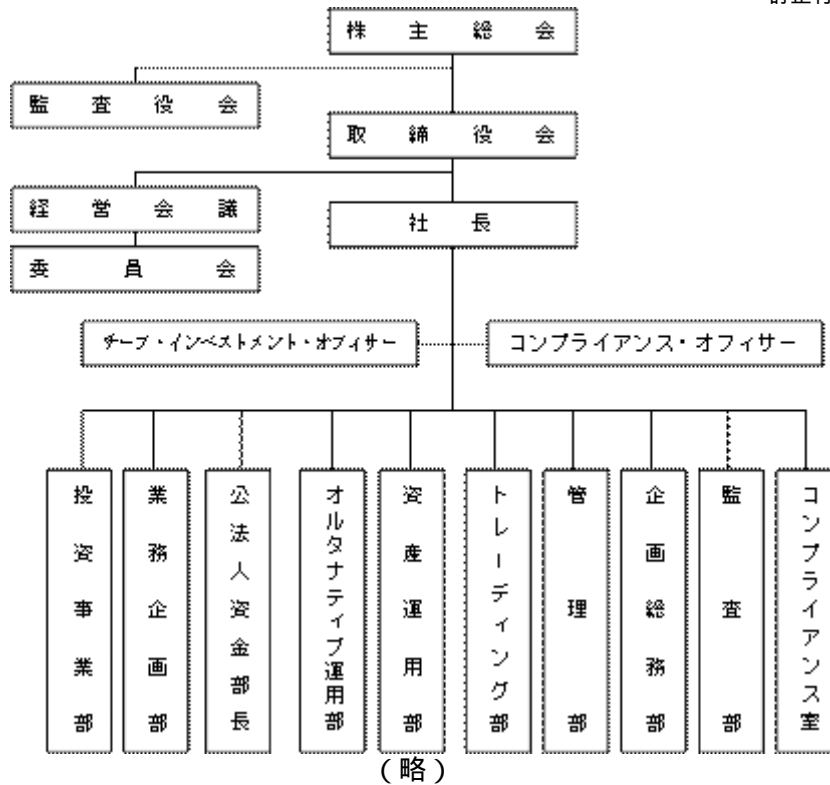 株主総会
監査役会
取締役会
経営会議
社長
委員会
チーフ・インベストメント・オフィサー
コンプライアンス・オフィサー
投資事業部
業務企画部
公法人資金部長
オルタナティブ運用部
資産運用部
トレーディング部
管理部
企画総務部
監査部
コンプライアンス室
(略)